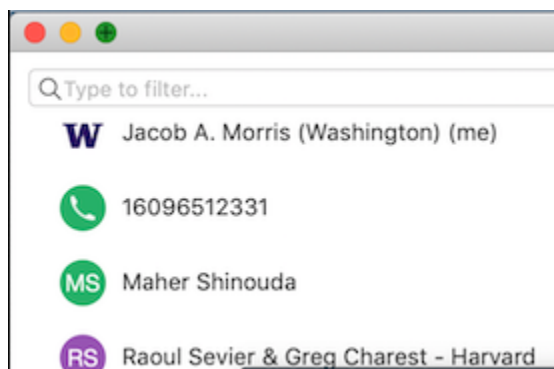 Type to filter...
W Jacob A. Morris (Washington) (me)
16096512331
MS Maher Shinouda
RS Raoul Sevier & Greg Charest - Harvard